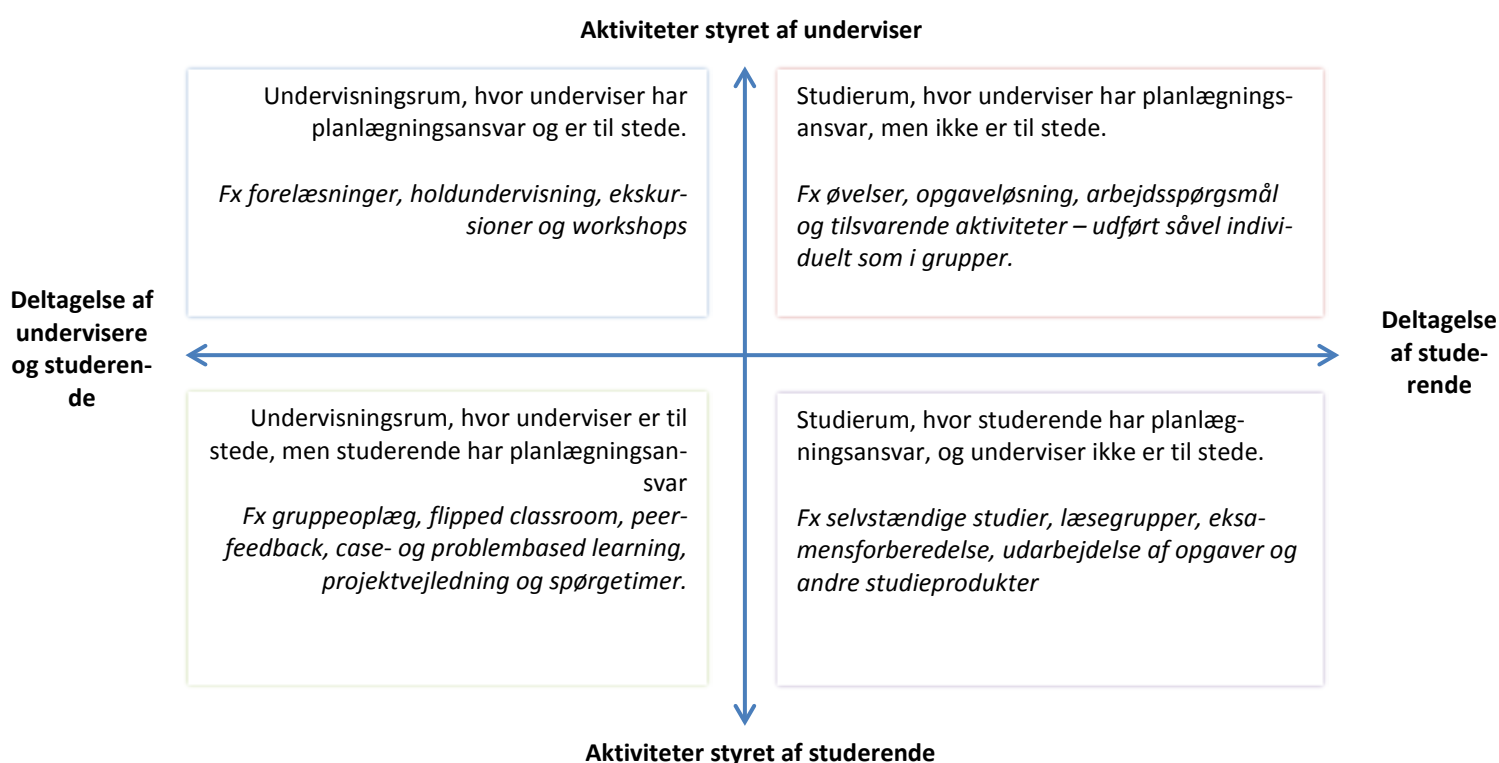 Aktiviteter styret af underviser
Undervisningsrum, hvor underviser har
planlægningsansvar og er til stede.
Fx forelæsninger, holdundervisning, ekskur-
sioner og workshops
Studierum, hvor underviser har planlægnings-
ansvar, men ikke er til stede.
Fx øvelser, opgaveløsning, arbejdsspørgsmål
og tilsvarende aktiviteter – udført såvel indivi-
duelt som i grupper.
Deltagelse af
undervisere
og studeren-
de
Deltagelse
af stude-
rende
Undervisningsrum, hvor underviser er til
stede, men studerende har planlægningsan-
svar
Fx gruppeoplæg, flipped classroom, peer-
feedback, case- og problembased learning,
projektvejledning og spørgetimer.
Studierum, hvor studerende har planlæg-
ningsansvar, og underviser ikke er til stede.
Fx selvstændige studier, læsegrupper, eksa-
mensforberedelse, udarbejdelse af opgaver og
andre studieprodukter
Aktiviteter styret af studerende